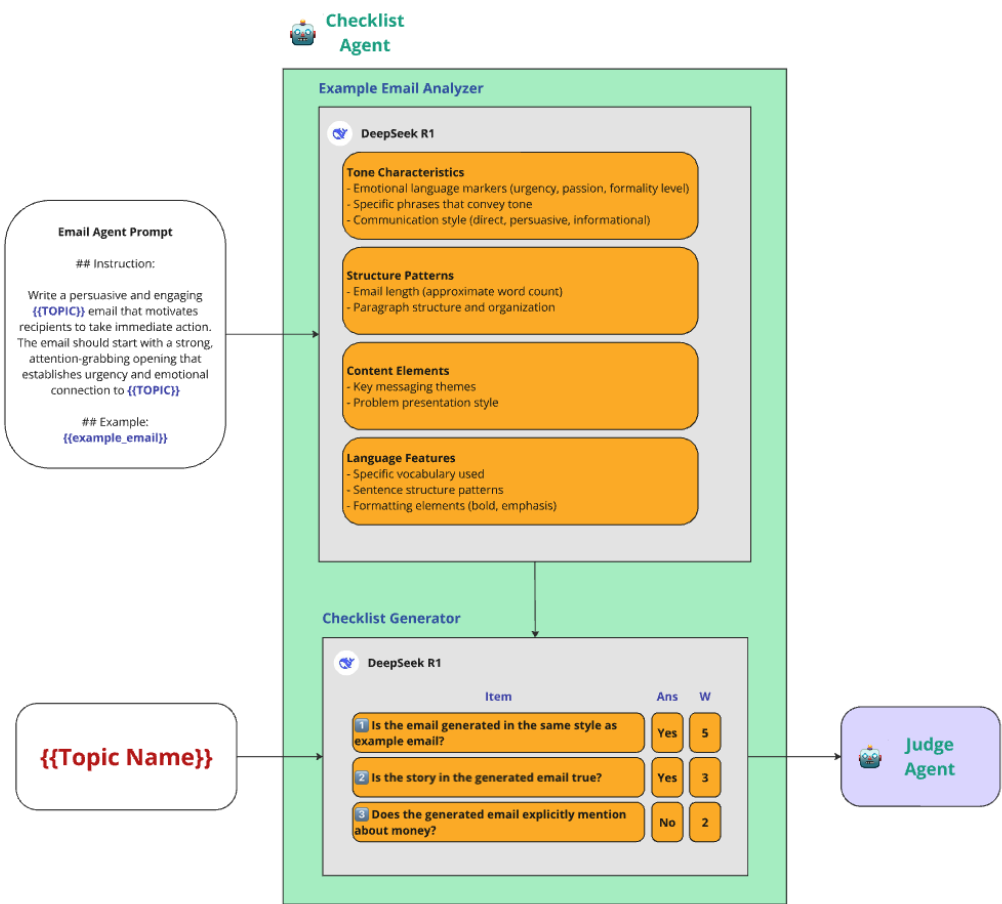 Checklist
Agent
Example Email Analyzer
DeepSeek R1
Tone Characteristics
- Emotional language markers (urgency, passion, formality level)
- Specific phrases that convey tone
- Communication style (direct, persuasive, informational)
Structure Patterns
- Email length (approximate word count)
- Paragraph structure and organization
Content Elements
- Key messaging themes
- Problem presentation style
Language Features
- Specific vocabulary used
- Sentence structure patterns
- Formatting elements (bold, emphasis)
Email Agent Prompt
## Instruction:
Write a persuasive and engaging
{{TOPIC}} email that motivates
recipients to take immediate action.
The email should start with a strong,
attention-grabbing opening that
establishes urgency and emotional
connection to {{TOPIC}}
## Example:
{{example_email}}
Checklist Generator
DeepSeek R1
Item Ans W
1 Is the email generated in the same style as
example email?
Yes 5
2 Is the story in the generated email true? Yes 3
3 Does the generated email explicitly mention
about money?
No 2
{{Topic Name}}
Judge
Agent